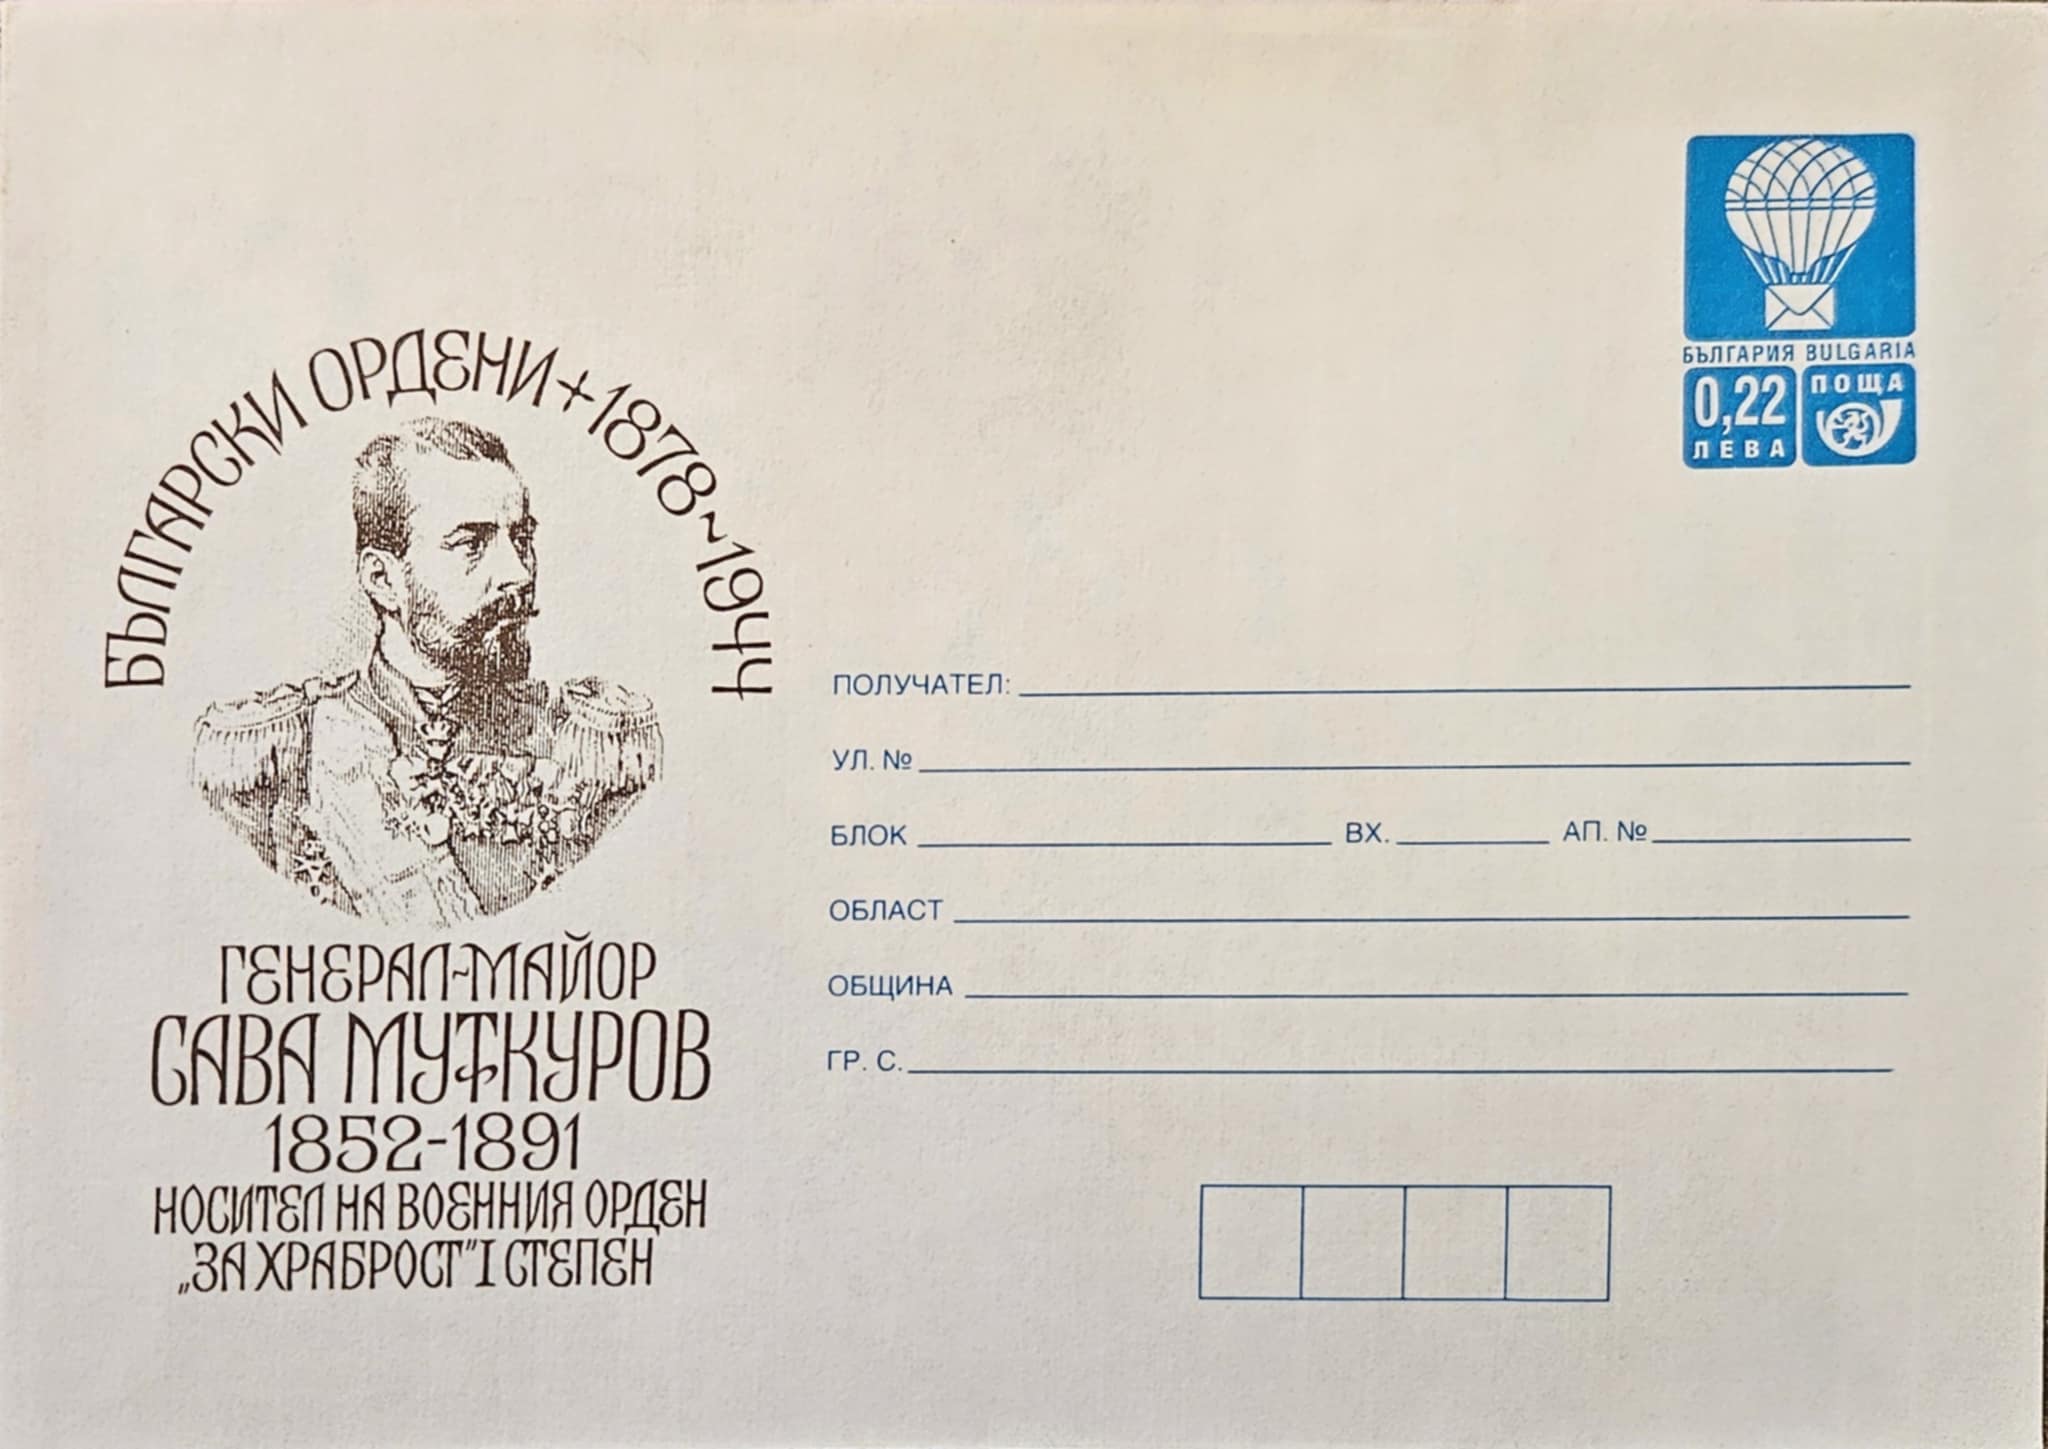 БЪЛГАРСКИ ОРДЕНИ + 1878~1944
ГЕНЕРАЛ-МАЙОР
САВА МУТКУРОВ
1852-1891
НОСИТЕЛ НА ВОЕННИЯ ОРДЕН
„ЗА ХРАБРОСТ" I СТЕПЕН
БЪЛГАРИЯ BULGARIA
0,22
ЛЕВА
ПОЩА
ПОЛУЧАТЕЛ:
УЛ. №
БЛОК ВХ. АП. №
ОБЛАСТ
ОБЩИНА
ГР. С.